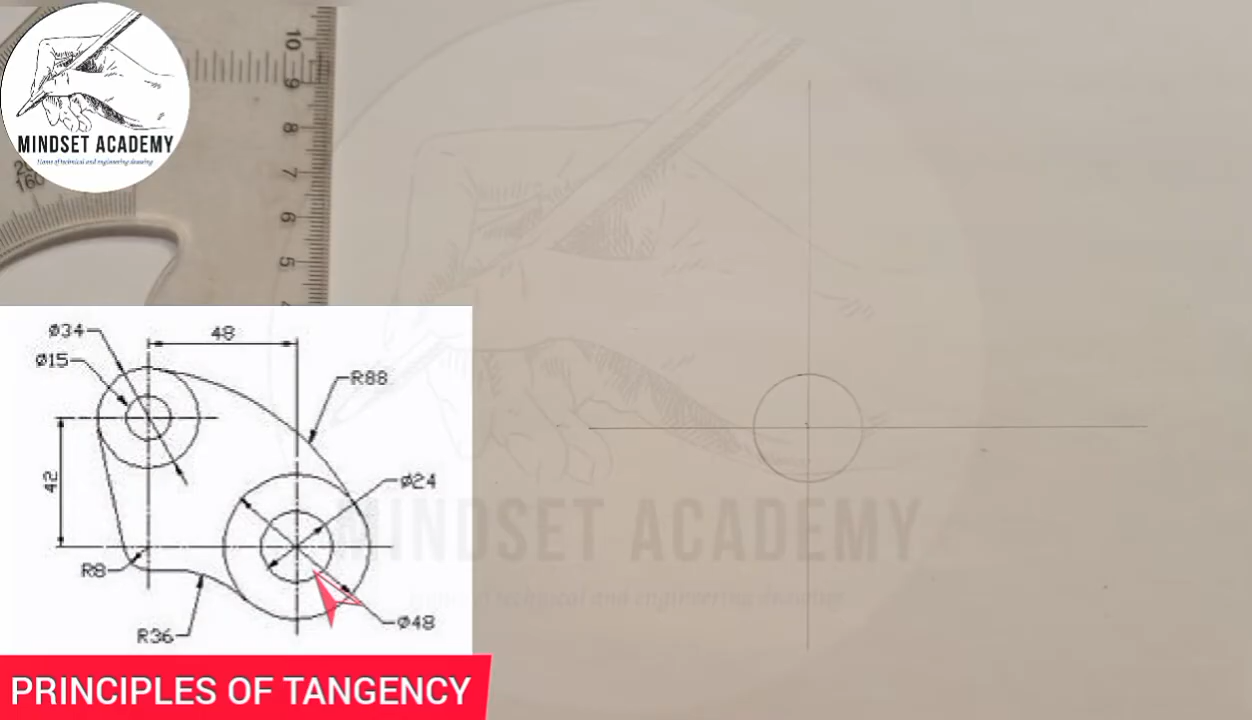 MINDSET ACADEMY
Home of technical and engineering drawing
10
9
8
7
6
5
160
Ø34
Ø15
48
R88
42
Ø24
R8
R36
Ø48
MINDSET ACADEMY
PRINCIPLES OF TANGENCY